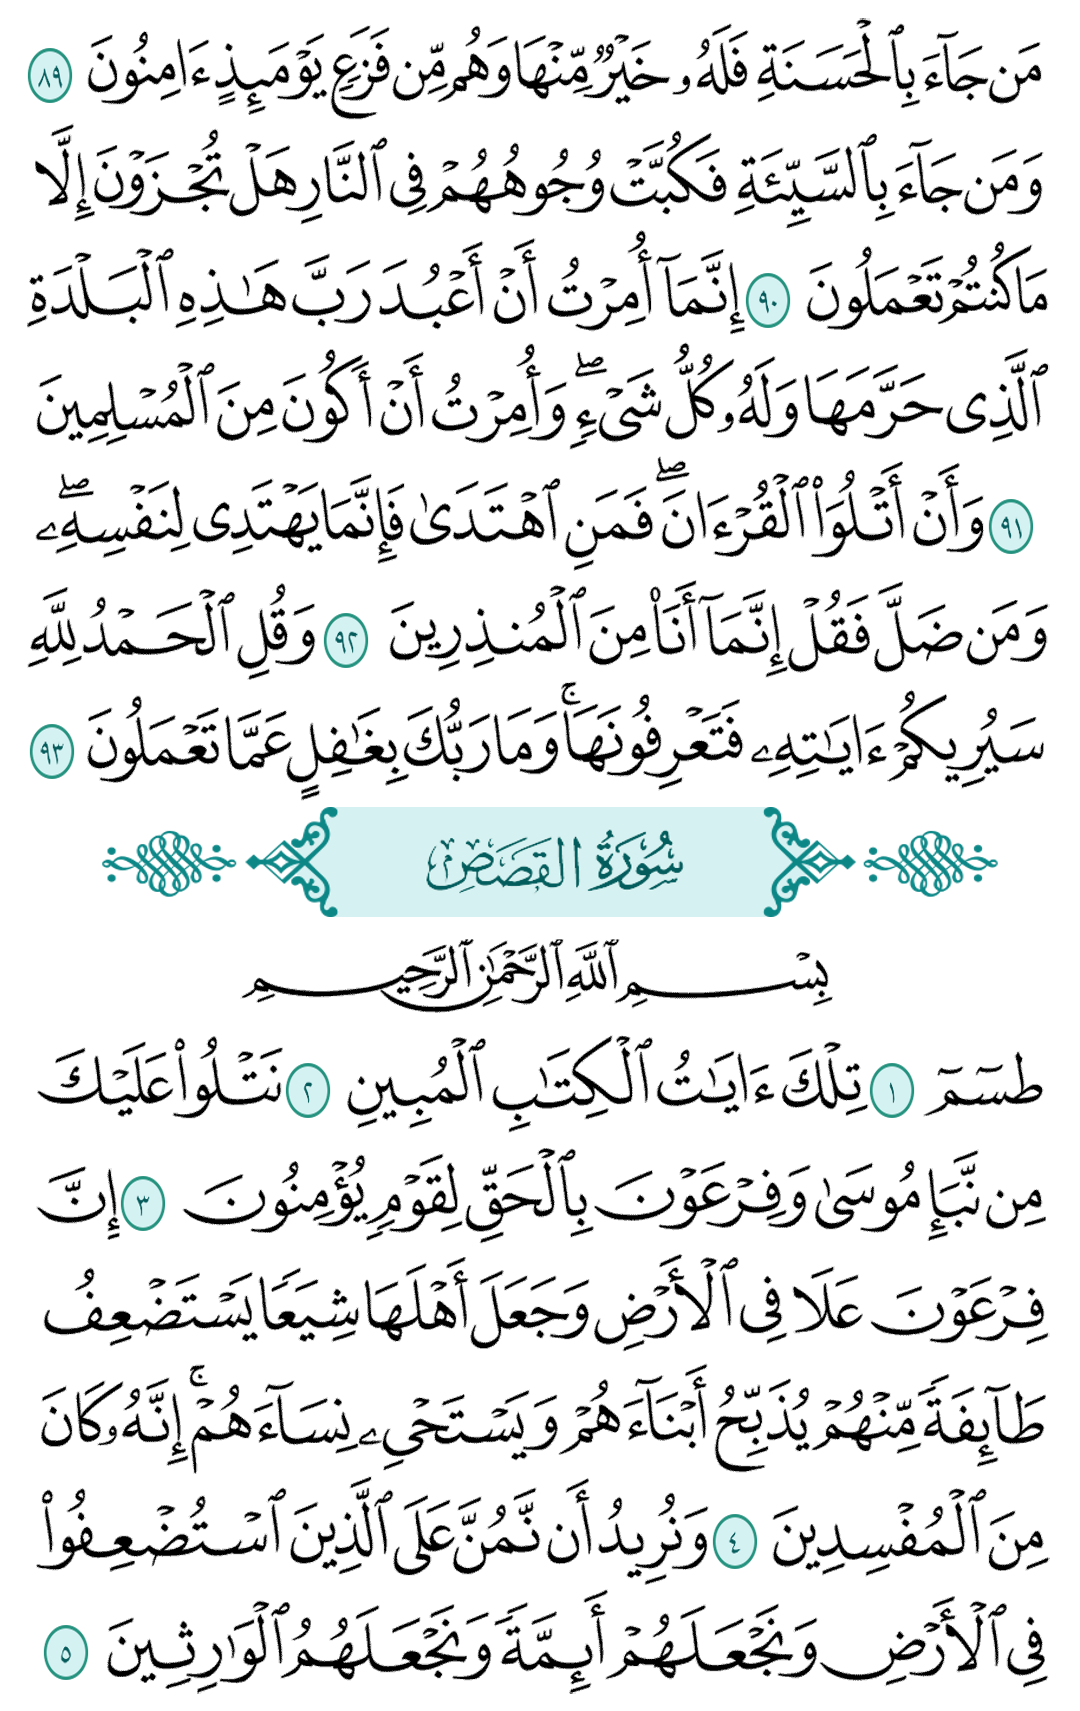 مَن جَآءَ بِٱلْحَسَنَةِ فَلَهُۥ خَيْرٌ مِّنْهَا وَهُم مِّن فَزَعٍ يَوْمَئِذٍ ءَامِنُونَ ٨٩
وَمَن جَآءَ بِٱلسَّيِّئَةِ فَكُبَّتْ وُجُوهُهُمْ فِى ٱلنَّارِ هَلْ تُجْزَوْنَ إِلَّا
مَا كُنتُمْ تَعْمَلُونَ ٩٠ إِنَّمَآ أُمِرْتُ أَنْ أَعْبُدَ رَبَّ هَـٰذِهِ ٱلْبَلْدَةِ
ٱلَّذِى حَرَّمَهَا وَلَهُۥ كُلُّ شَىْءٍۖ وَأُمِرْتُ أَنْ أَكُونَ مِنَ ٱلْمُسْلِمِينَ
٩١ وَأَنْ أَتْلُوَا۟ ٱلْقُرْءَانَۖ فَمَنِ ٱهْتَدَىٰ فَإِنَّمَا يَهْتَدِى لِنَفْسِهِۦۖ
وَمَن ضَلَّ فَقُلْ إِنَّمَآ أَنَا۠ مِنَ ٱلْمُنذِرِينَ ٩٢ وَقُلِ ٱلْحَمْدُ لِلَّهِ
سَيُرِيكُمْ ءَايَـٰتِهِۦ فَتَعْرِفُونَهَاۚ وَمَا رَبُّكَ بِغَـٰفِلٍ عَمَّا تَعْمَلُونَ ٩٣
سُورَةُ القَصَصِ
بِسْمِ ٱللَّهِ ٱلرَّحْمَـٰنِ ٱلرَّحِيمِ
طسٓمٓ ١ تِلْكَ ءَايَـٰتُ ٱلْكِتَـٰبِ ٱلْمُبِينِ ٢ نَتْلُوا۟ عَلَيْكَ
مِن نَّبَإِ مُوسَىٰ وَفِرْعَوْنَ بِٱلْحَقِّ لِقَوْمٍ يُؤْمِنُونَ ٣ إِنَّ
فِرْعَوْنَ عَلَا فِى ٱلْأَرْضِ وَجَعَلَ أَهْلَهَا شِيَعًا يَسْتَضْعِفُ
طَآئِفَةً مِّنْهُمْ يُذَبِّحُ أَبْنَآءَهُمْ وَيَسْتَحْىِۦ نِسَآءَهُمْۚ إِنَّهُۥ كَانَ
مِنَ ٱلْمُفْسِدِينَ ٤ وَنُرِيدُ أَن نَّمُنَّ عَلَى ٱلَّذِينَ ٱسْتُضْعِفُوا۟
فِى ٱلْأَرْضِ وَنَجْعَلَهُمْ أَئِمَّةً وَنَجْعَلَهُمُ ٱلْوَٰرِثِينَ ٥